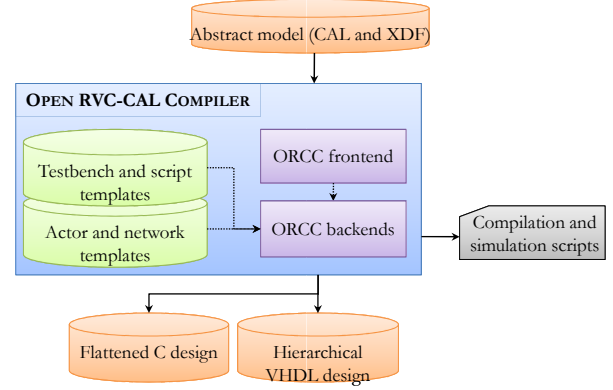 Abstract model (CAL and XDF)
OPEN RVC-CAL COMPILER
Testbench and script
templates
ORCC frontend
Actor and network
templates
ORCC backends
Compilation and
simulation scripts
Flattened C design
Hierarchical
VHDL design